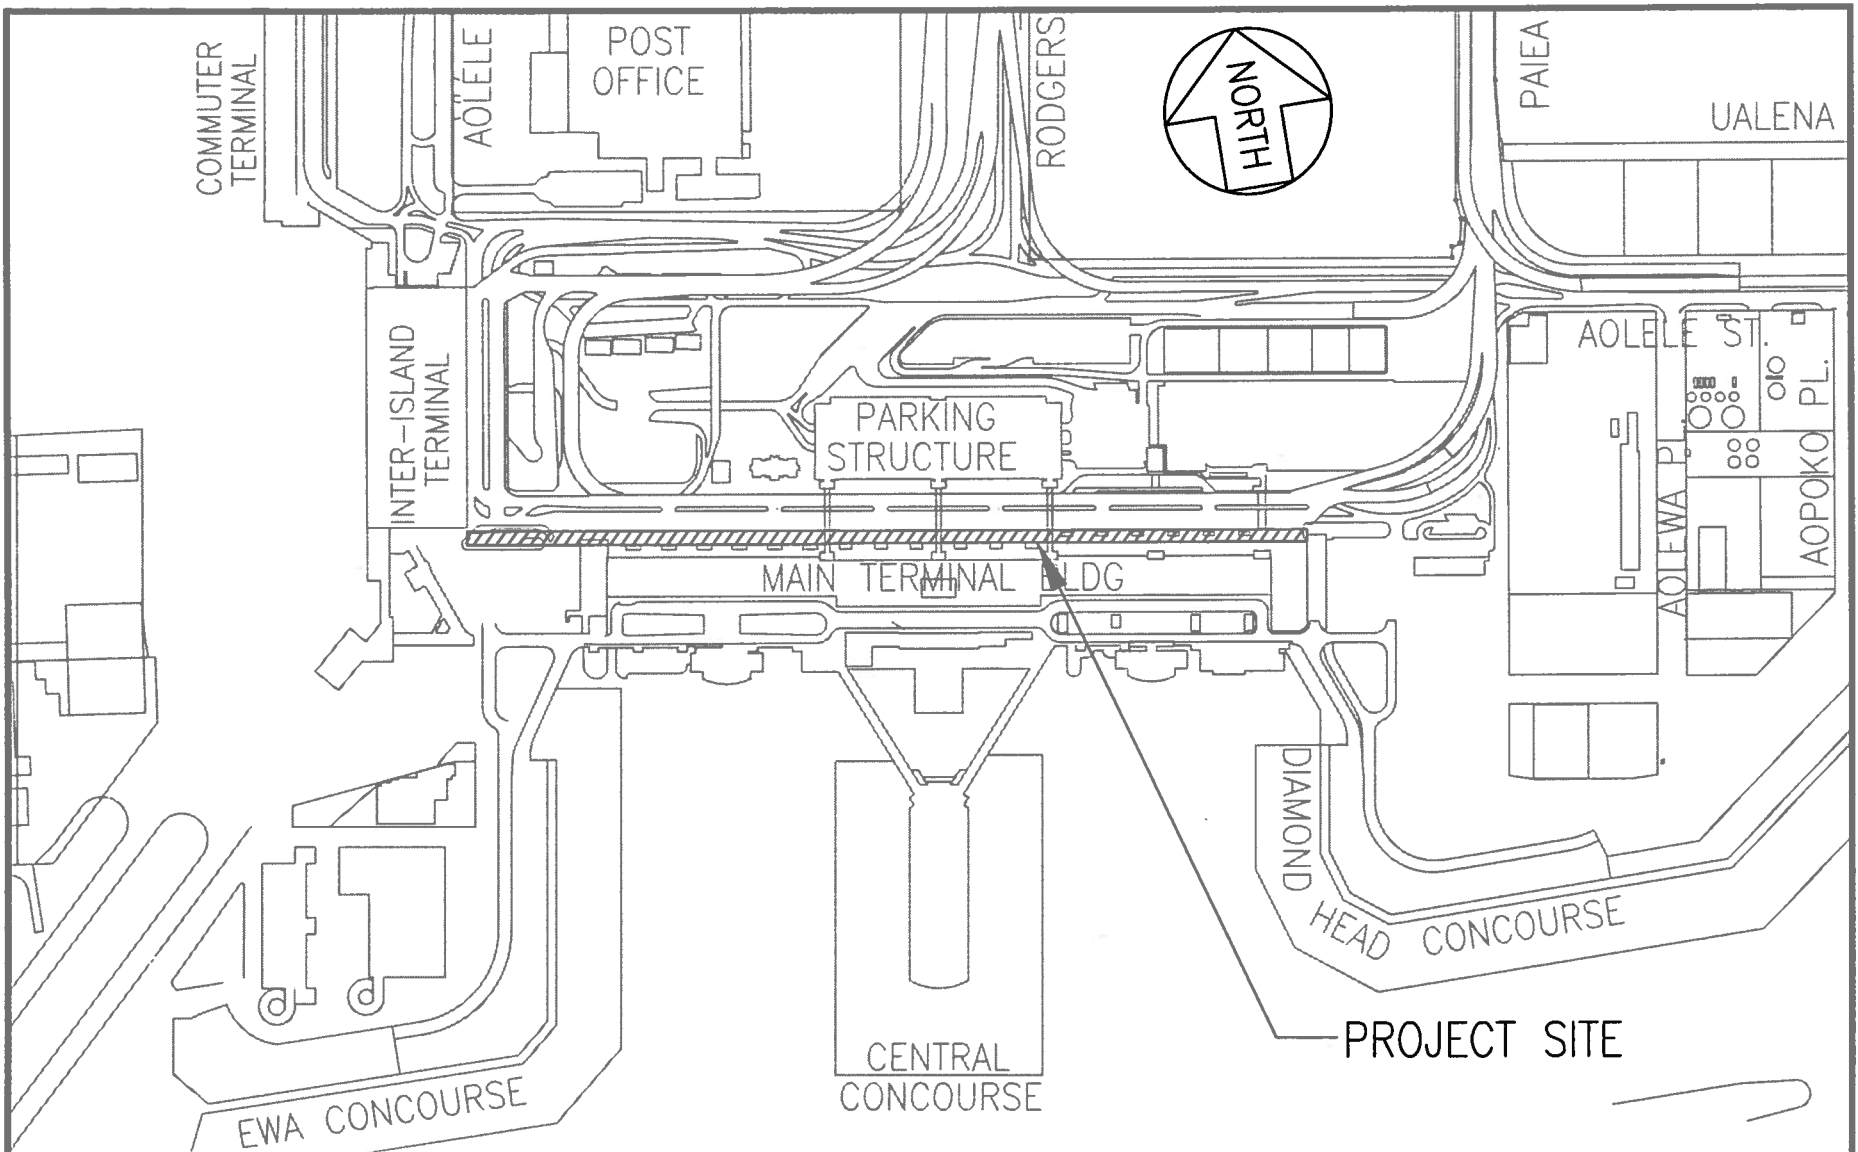 COMMUTER
TERMINAL
AOLELE
POST
OFFICE
RODGERS
NORTH
PAIEA
UALENA
INTER-ISLAND
TERMINAL
PARKING
STRUCTURE
AOLELE ST.
AOPOKO PL.
AOLEWA PL
MAIN TERMINAL BLDG
DIAMOND
HEAD CONCOURSE
PROJECT SITE
CENTRAL
CONCOURSE
EWA CONCOURSE